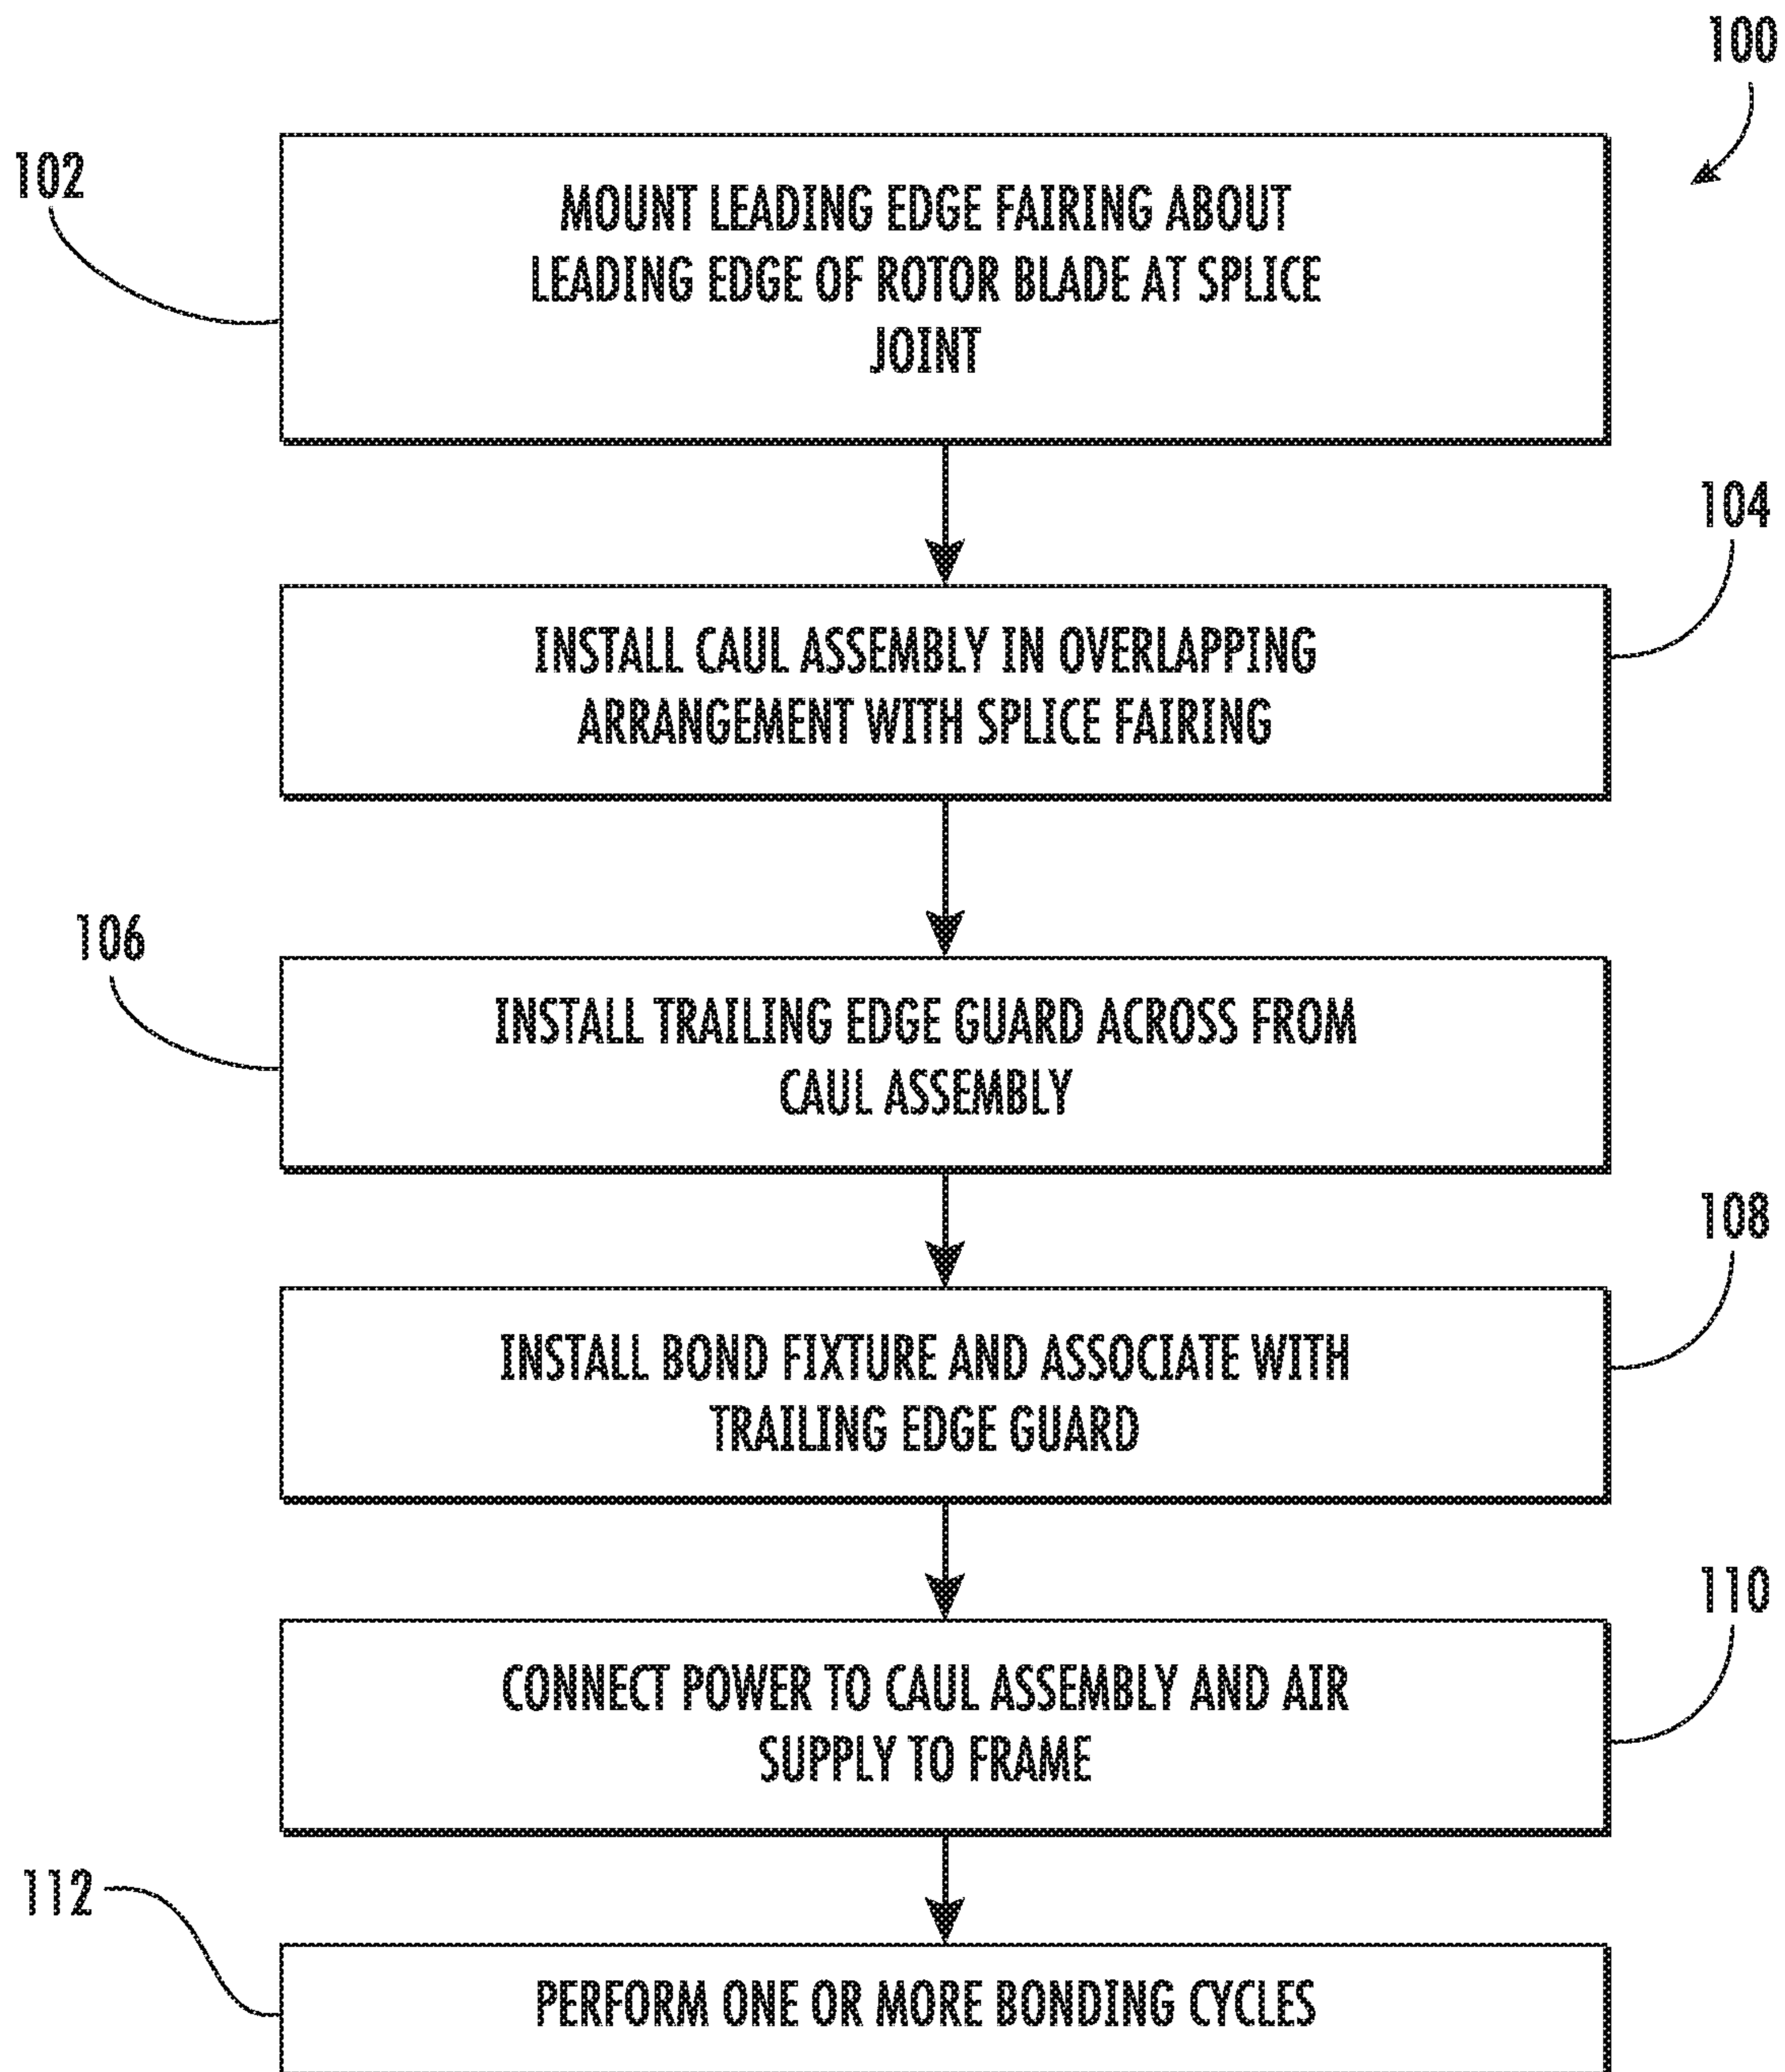 100
102
MOUNT LEADING EDGE FAIRING ABOUT
LEADING EDGE OF ROTOR BLADE AT SPLICE
JOINT
104
INSTALL CAUL ASSEMBLY IN OVERLAPPING
ARRANGEMENT WITH SPLICE FAIRING
106
INSTALL TRAILING EDGE GUARD ACROSS FROM
CAUL ASSEMBLY
108
INSTALL BOND FIXTURE AND ASSOCIATE WITH
TRAILING EDGE GUARD
110
CONNECT POWER TO CAUL ASSEMBLY AND AIR
SUPPLY TO FRAME
112
PERFORM ONE OR MORE BONDING CYCLES